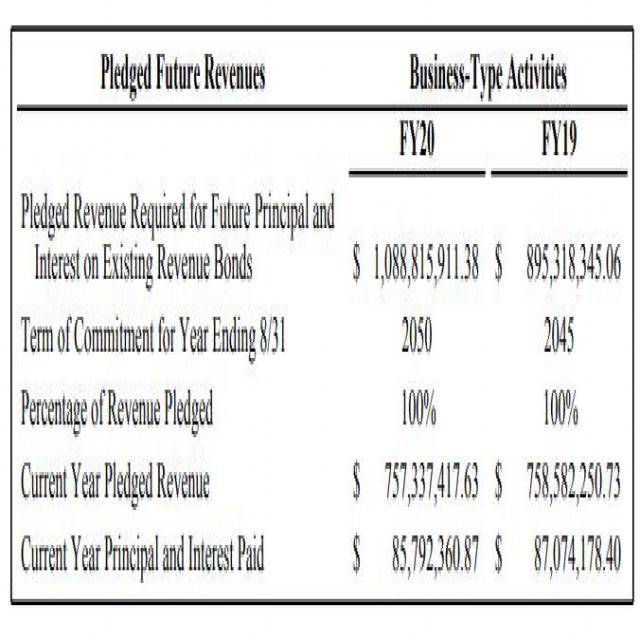 Pledged Future Revenues Business-Type Activities
FY20 FY19
Pledged Revenue Required for Future Principal and
Interest on Existing Revenue Bonds $ 1,088,815,911.38 $ 895,318,345.06
Term of Commitment for Year Ending 8/31 2050 2045
Percentage of Revenue Pledged 100% 100%
Current Year Pledged Revenue $ 757,337,417.63 $ 758,582,250.73
Current Year Principal and Interest Paid $ 85,792,360.87 $ 87,074,178.40